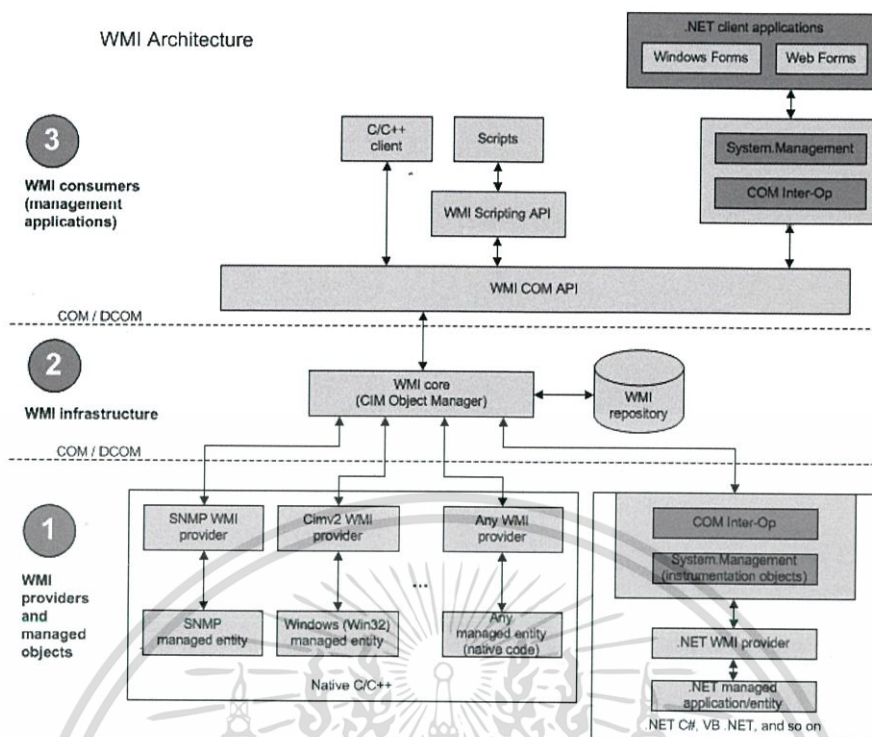 WMI Architecture
.NET client applications
Windows Forms
Web Forms
3
WMI consumers
(management
applications)
C/C++
client
Scripts
WMI Scripting API
System.Management
COM Inter-Op
WMI COM API
COM / DCOM
2
WMI infrastructure
WMI core
(CIM Object Manager)
WMI
repository
COM / DCOM
1
WMI
providers
and
managed
objects
SNMP WMI
provider
Cimv2 WMI
provider
Any WMI
provider
...
SNMP
managed entity
Windows (Win32)
managed entity
Any
managed entity
(native code)
Native C/C++
COM Inter-Op
System.Management
(instrumentation objects)
.NET WMI provider
.NET managed
application/entity
.NET C#, VB .NET, and so on